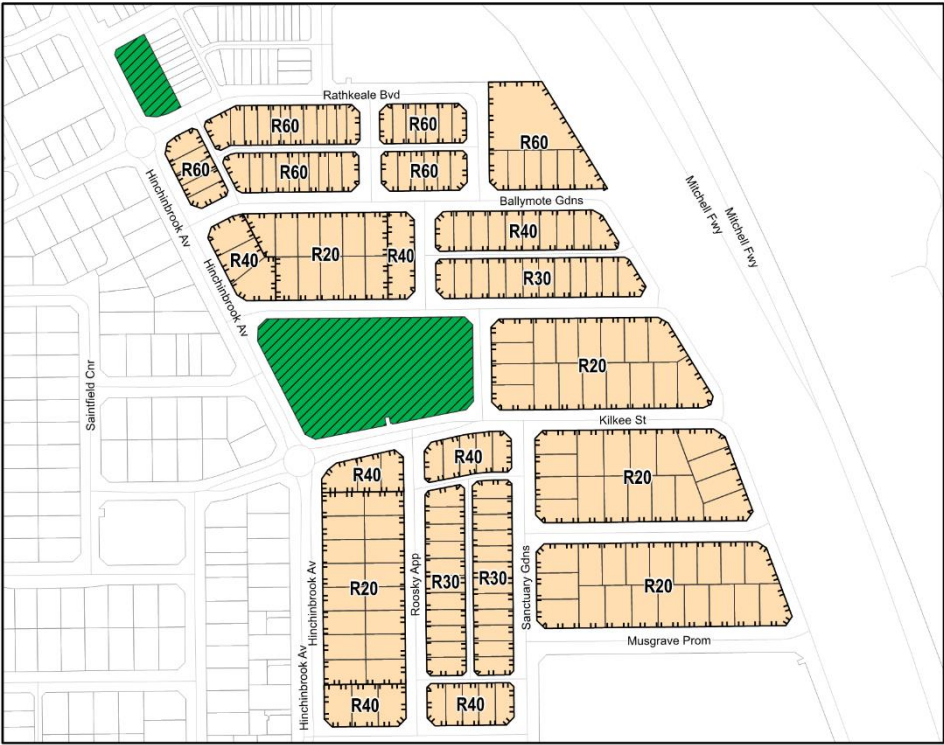 Rathkeale Bvd
R60
R60
R60
R60
R60
R60
Ballymote Gdns
Hinchinbrook Av
Mitchell Fwy
Mitchell Fwy
R40
R20
R40
R40
R30
Hinchinbrook Av
Saintfield Cnr
R20
Kilkee St
R40
R40
R20
Hinchinbrook Av
R20
Roosky App
R30
R30
Sanctuary Gdns
R20
Musgrave Prom
Hinchinbrook Av
R40
R40